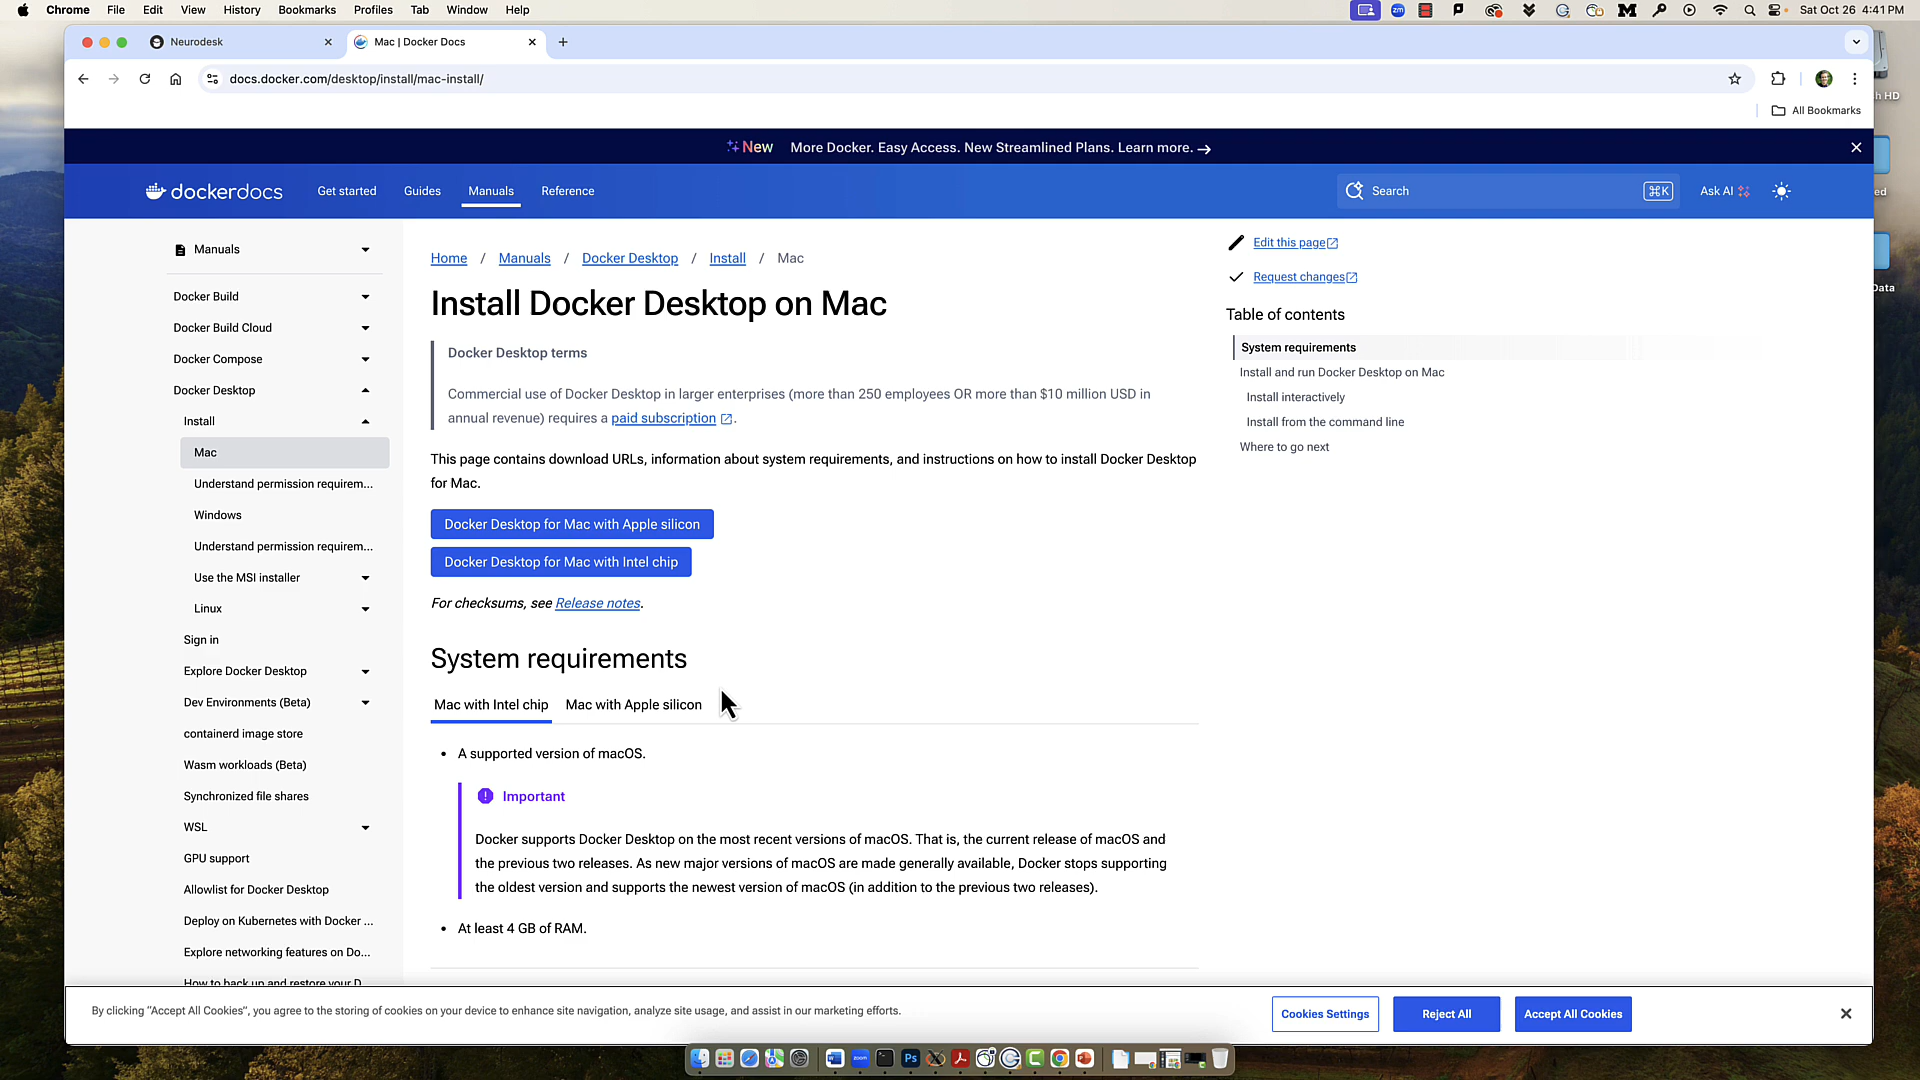 Chrome File Edit View History Bookmarks Profiles Tab Window Help
zm
M
Sat Oct 26 4:41 PM
Neurodesk
Mac | Docker Docs
docs.docker.com/desktop/install/mac-install/
All Bookmarks
h HD
ed
Data
New More Docker. Easy Access. New Streamlined Plans. Learn more.
dockerdocs
Get started Guides Manuals Reference
Search ⌘K
Ask AI
Manuals
Docker Build
Docker Build Cloud
Docker Compose
Docker Desktop
Install
Mac
Understand permission requirem...
Windows
Understand permission requirem...
Use the MSI installer
Linux
Sign in
Explore Docker Desktop
Dev Environments (Beta)
containerd image store
Wasm workloads (Beta)
Synchronized file shares
WSL
GPU support
Allowlist for Docker Desktop
Deploy on Kubernetes with Docker ...
Explore networking features on Do...
How to back up and restore your D
Home / Manuals / Docker Desktop / Install / Mac
Install Docker Desktop on Mac
Docker Desktop terms
Commercial use of Docker Desktop in larger enterprises (more than 250 employees OR more than $10 million USD in
annual revenue) requires a paid subscription .
This page contains download URLs, information about system requirements, and instructions on how to install Docker Desktop
for Mac.
Docker Desktop for Mac with Apple silicon
Docker Desktop for Mac with Intel chip
For checksums, see Release notes.
System requirements
Mac with Intel chip Mac with Apple silicon
• A supported version of macOS.
Important
Docker supports Docker Desktop on the most recent versions of macOS. That is, the current release of macOS and
the previous two releases. As new major versions of macOS are made generally available, Docker stops supporting
the oldest version and supports the newest version of macOS (in addition to the previous two releases).
• At least 4 GB of RAM.
Edit this page
Request changes
Table of contents
System requirements
Install and run Docker Desktop on Mac
Install interactively
Install from the command line
Where to go next
By clicking "Accept All Cookies", you agree to the storing of cookies on your device to enhance site navigation, analyze site usage, and assist in our marketing efforts.
Cookies Settings
Reject All
Accept All Cookies
W
zoom
Ps